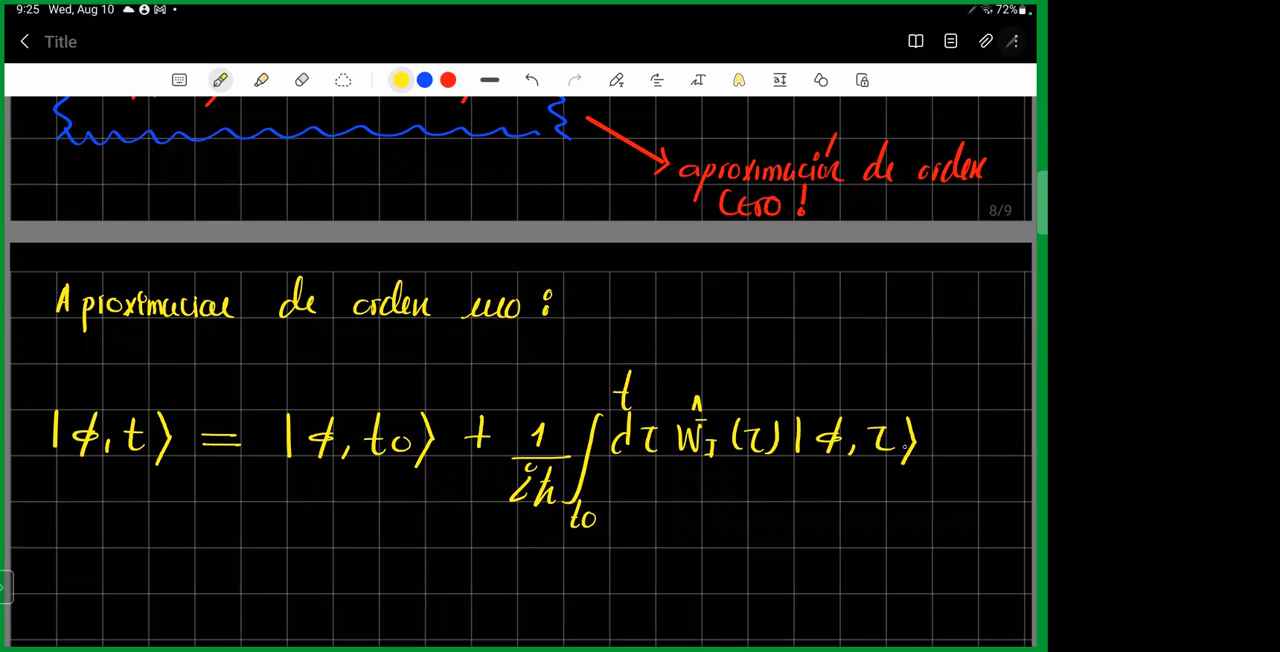 9:25 Wed, Aug 10
72%
Title
aproximación de orden
cero!
8/9
Aproximacion de orden uno:
|ϕ,t⟩ = |ϕ,t0⟩ + 1/iħ ∫_{t0}^{t} dτ Ŵ_I(τ)|ϕ,τ⟩